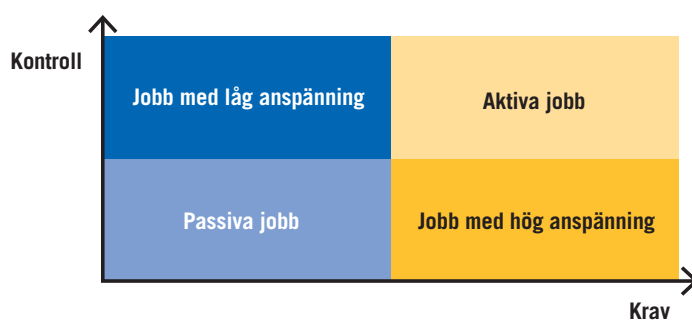 Kontroll
Jobb med låg anspänning
Aktiva jobb
Passiva jobb
Jobb med hög anspänning
Krav